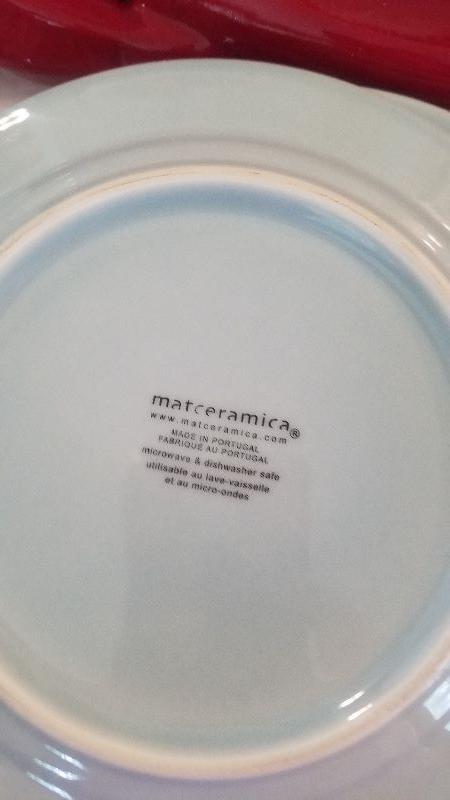 matceramica®
www.matceramica.com
MADE IN PORTUGAL
FABRIQUÉ AU PORTUGAL
microwave & dishwasher safe
utilisable au lave-vaisselle
et au micro-ondes